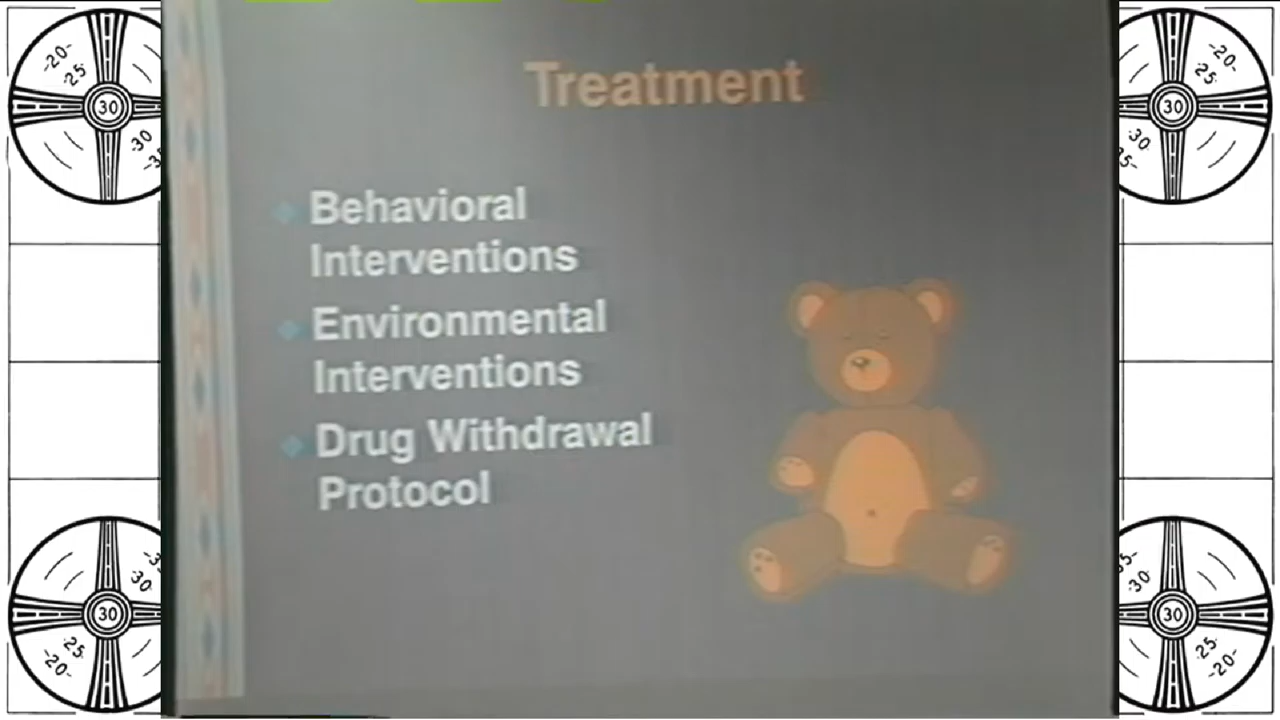 -20-
25-
30
-30
-35
-20-
25-
30
-30
35-
Treatment
Behavioral
Interventions
Environmental
Interventions
Drug Withdrawal
Protocol
-35
30-
30
25-
-20-
35-
-30
30
25-
-20-